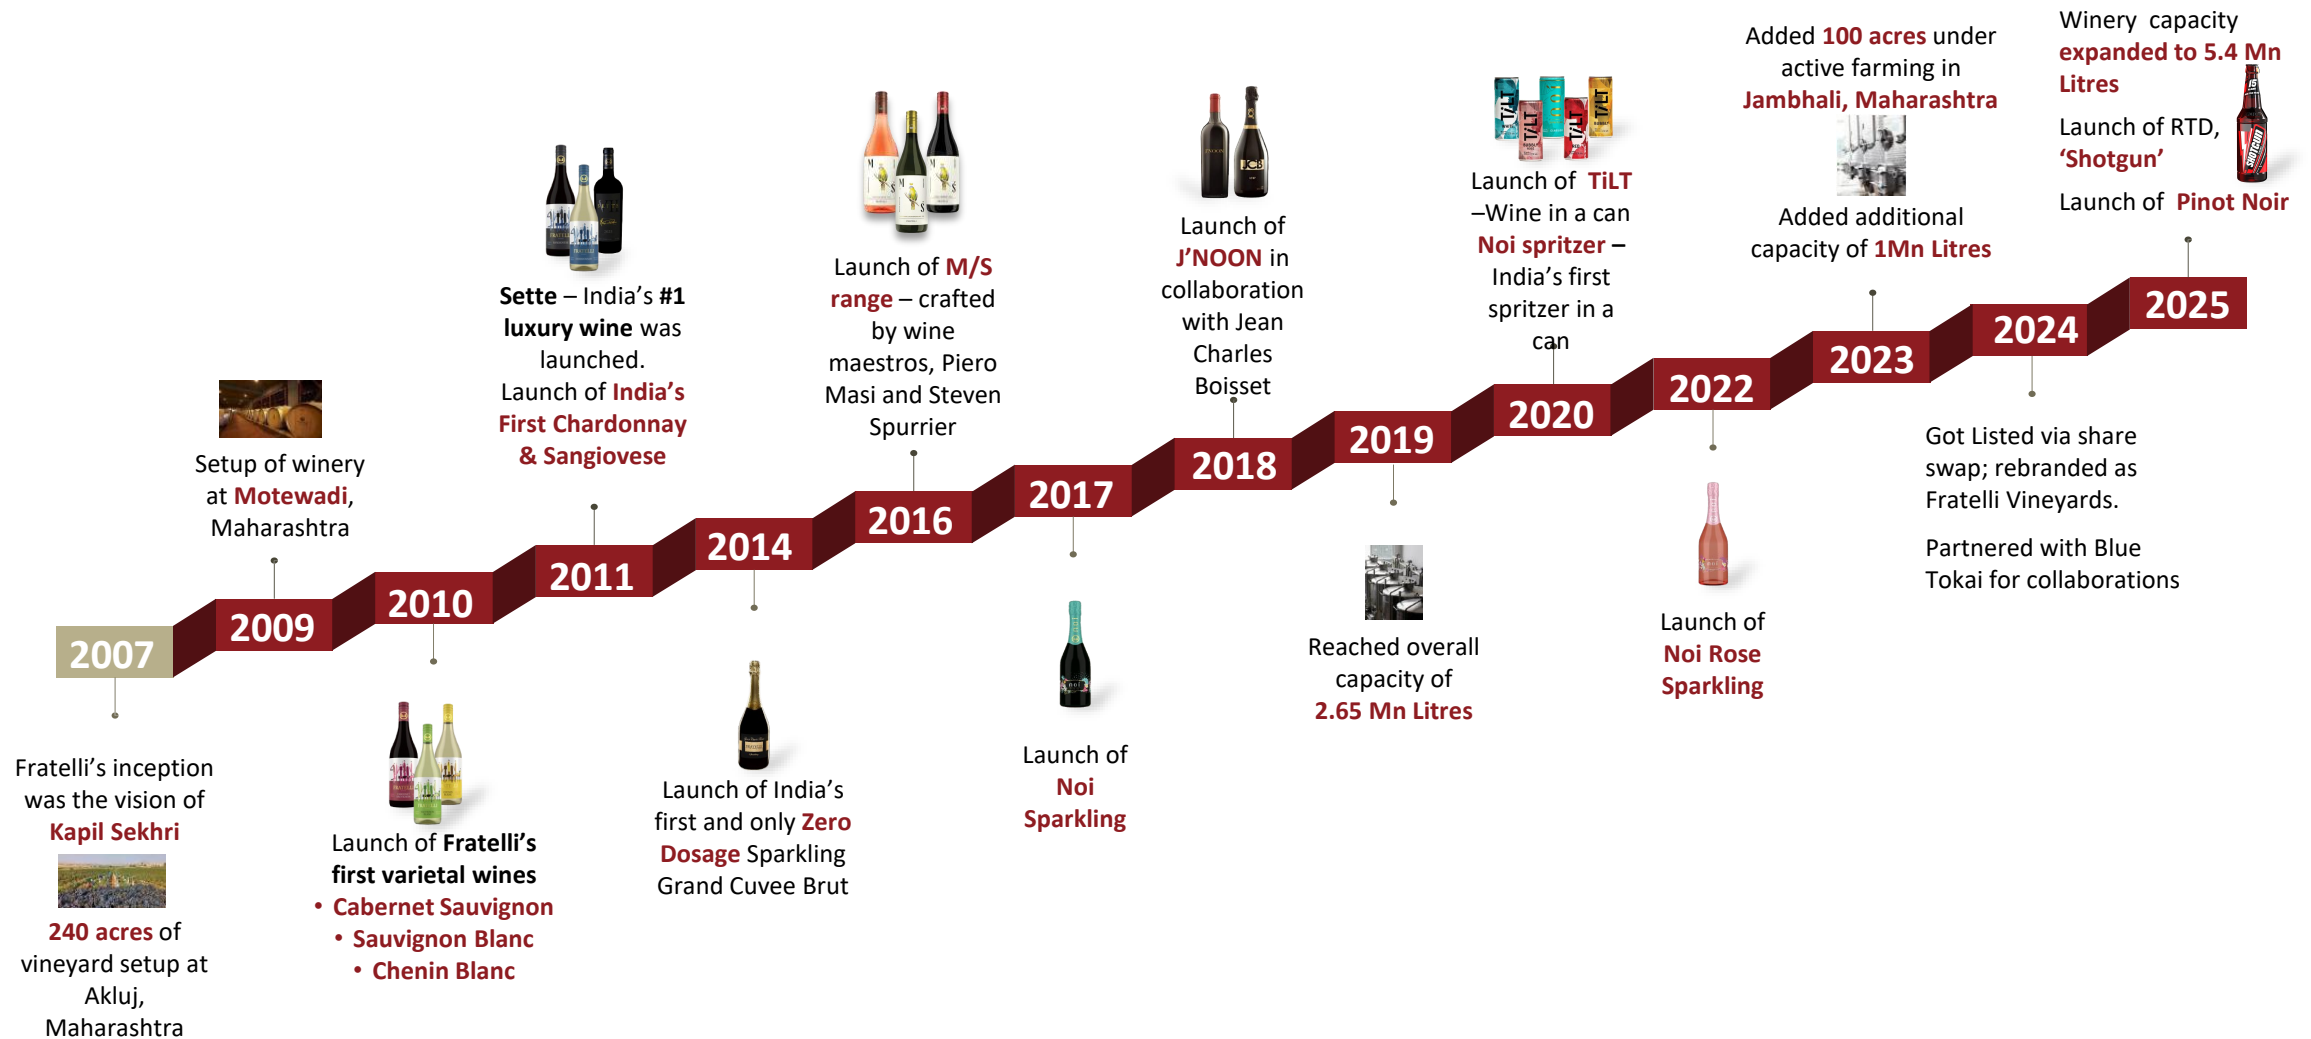 2007
Fratelli's inception
was the vision of
Kapil Sekhri
240 acres of
vineyard setup at
Akluj,
Maharashtra
Setup of winery
at Motewadi,
Maharashtra
2009
2010
Launch of Fratelli's
first varietal wines
• Cabernet Sauvignon
• Sauvignon Blanc
• Chenin Blanc
Sette – India's #1
luxury wine was
launched.
Launch of India's
First Chardonnay
& Sangiovese
2011
2014
Launch of India's
first and only Zero
Dosage Sparkling
Grand Cuvee Brut
Launch of M/S
range – crafted
by wine
maestros, Piero
Masi and Steven
Spurrier
2016
2017
noi
Launch of
Noi
Sparkling
JCB
Launch of
J'NOON in
collaboration
with Jean
Charles
Boisset
2018
2019
Reached overall
capacity of
2.65 Mn Litres
TiLT
TiLT
TiLT
TiLT
Launch of TiLT
–Wine in a can
Noi spritzer –
India's first
spritzer in a
can
2020
2022
Launch of
Noi Rose
Sparkling
Added 100 acres under
active farming in
Jambhali, Maharashtra
Added additional
capacity of 1Mn Litres
2023
2024
Got Listed via share
swap; rebranded as
Fratelli Vineyards.
Partnered with Blue
Tokai for collaborations
Winery capacity
expanded to 5.4 Mn
Litres
Launch of RTD,
'Shotgun'
SHOTGUN
Launch of Pinot Noir
2025